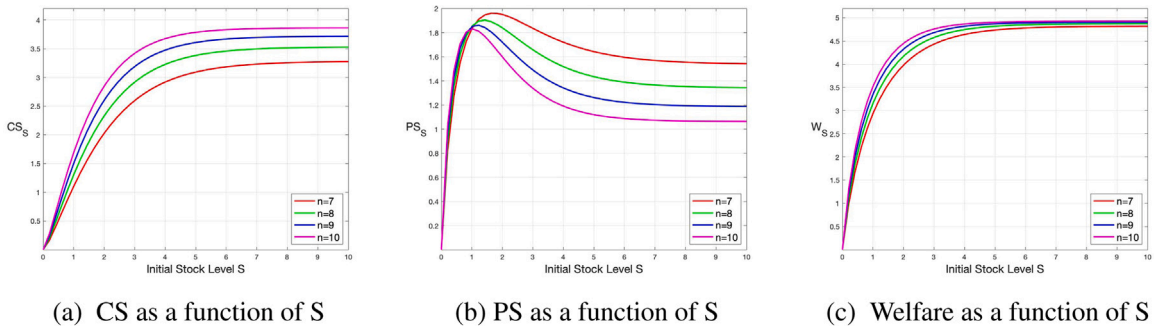 4
3.5
3
2.5
CS_S
2
1.5
1
0.5
0
1
2
3
4
5
6
7
8
9
10
Initial Stock Level S
n=7
n=8
n=9
n=10
(a) CS as a function of S
2
1.8
1.6
1.4
1.2
PS_S
1
0.8
0.6
0.4
0.2
0
1
2
3
4
5
6
7
8
9
10
Initial Stock Level S
n=7
n=8
n=9
n=10
(b) PS as a function of S
5
4.5
4
3.5
3
W_S
2.5
2
1.5
1
0.5
0
1
2
3
4
5
6
7
8
9
10
Initial Stock Level S
n=7
n=8
n=9
n=10
(c) Welfare as a function of S